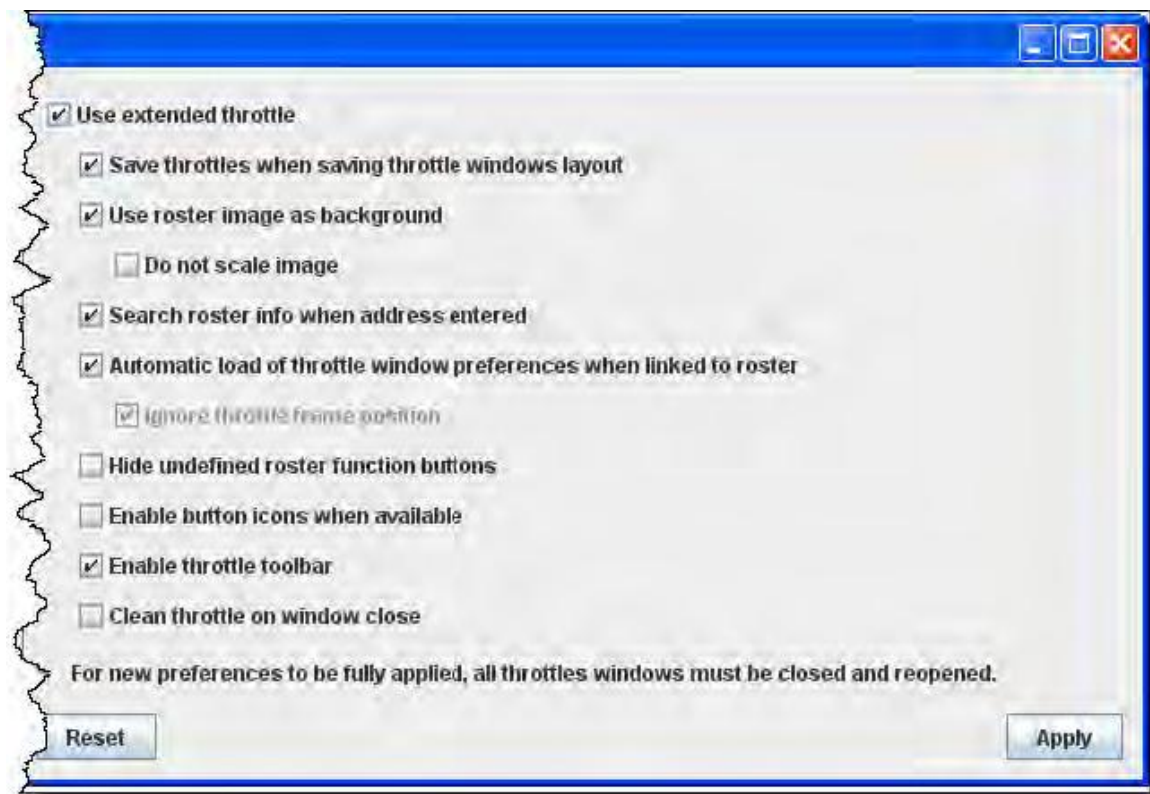 Use extended throttle
Save throttles when saving throttle windows layout
Use roster image as background
Do not scale image
Search roster info when address entered
Automatic load of throttle window preferences when linked to roster
Ignore throttle frame position
Hide undefined roster function buttons
Enable button icons when available
Enable throttle toolbar
Clean throttle on window close
For new preferences to be fully applied, all throttles windows must be closed and reopened.
Reset
Apply